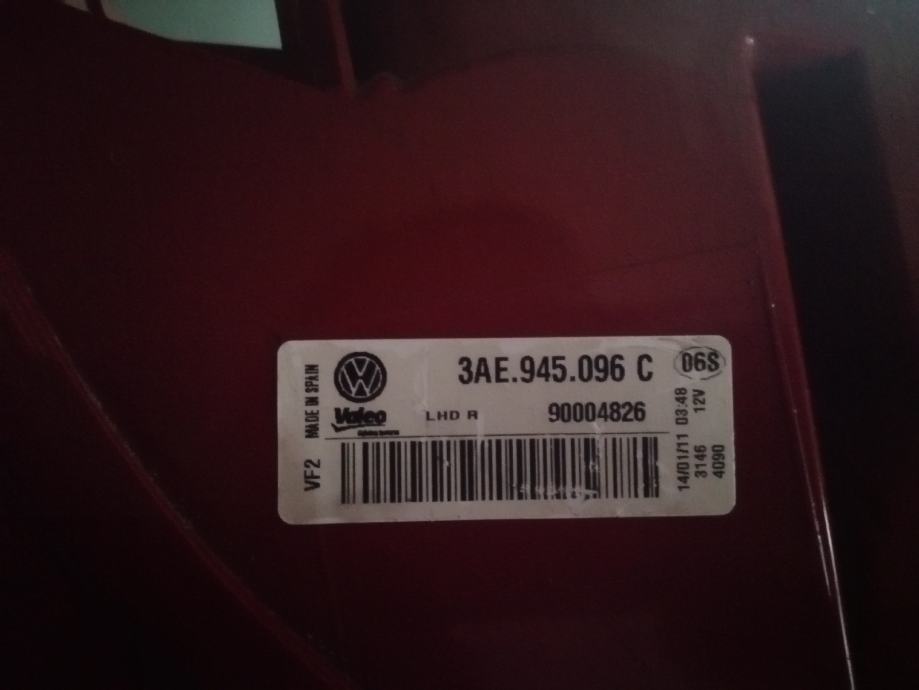 MADE IN SPAIN
VF2
VW
Valeo
LHD R
3AE.945.096 C
90004826
06S
14/01/11 03:48
3146 12V
4090